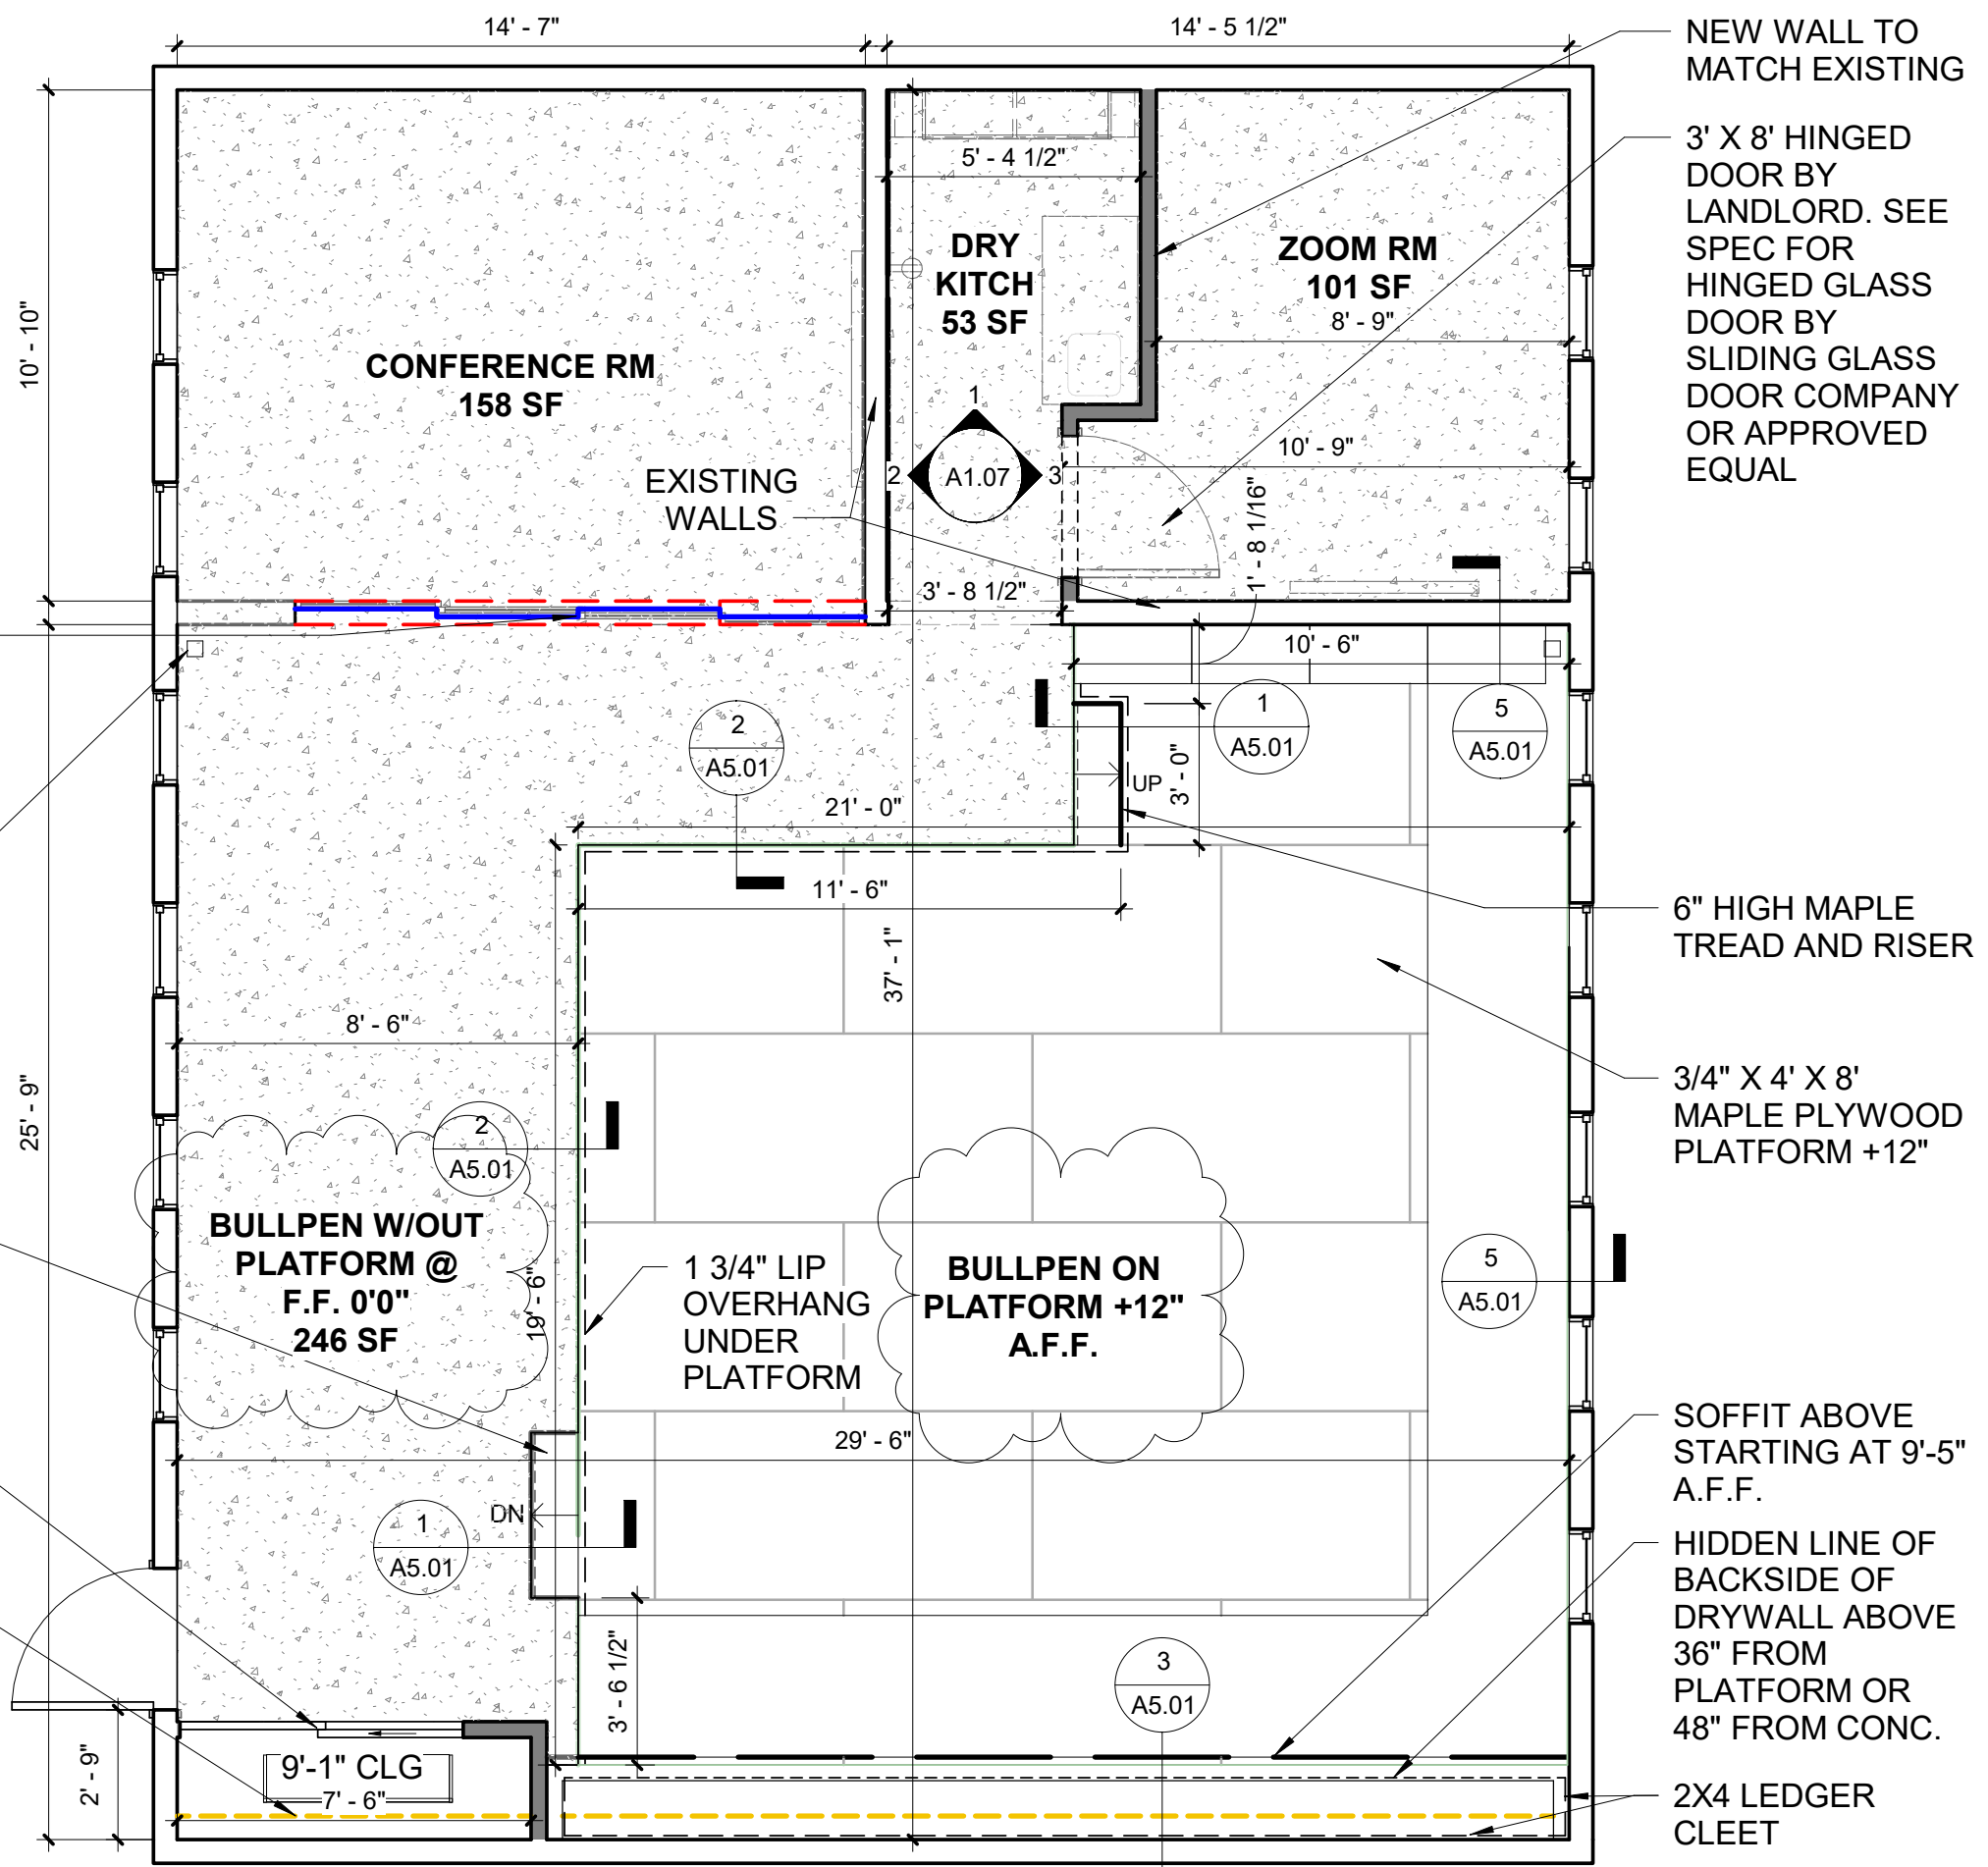 14' - 7"
14' - 5 1/2"
NEW WALL TO
MATCH EXISTING
3' X 8' HINGED
DOOR BY
LANDLORD. SEE
SPEC FOR
HINGED GLASS
DOOR BY
SLIDING GLASS
DOOR COMPANY
OR APPROVED
EQUAL
5' - 4 1/2"
DRY
KITCH
53 SF
ZOOM RM
101 SF
8' - 9"
10' - 10"
CONFERENCE RM
158 SF
EXISTING
WALLS
1
2
A1.07
3
10' - 9"
1' - 8 1/16"
3' - 8 1/2"
10' - 6"
2
A5.01
1
A5.01
5
A5.01
UP
3' - 0"
21' - 0"
11' - 6"
37' - 1"
6" HIGH MAPLE
TREAD AND RISER
8' - 6"
25' - 9"
3/4" X 4' X 8'
MAPLE PLYWOOD
PLATFORM +12"
2
A5.01
BULLPEN W/OUT
PLATFORM @
F.F. 0'0"
246 SF
19' - 6"
1 3/4" LIP
OVERHANG
UNDER
PLATFORM
BULLPEN ON
PLATFORM +12"
A.F.F.
5
A5.01
29' - 6"
SOFFIT ABOVE
STARTING AT 9'-5"
A.F.F.
DN
1
A5.01
HIDDEN LINE OF
BACKSIDE OF
DRYWALL ABOVE
36" FROM
PLATFORM OR
48" FROM CONC.
3' - 6 1/2"
3
A5.01
2' - 9"
9'-1" CLG
7' - 6"
2X4 LEDGER
CLEET